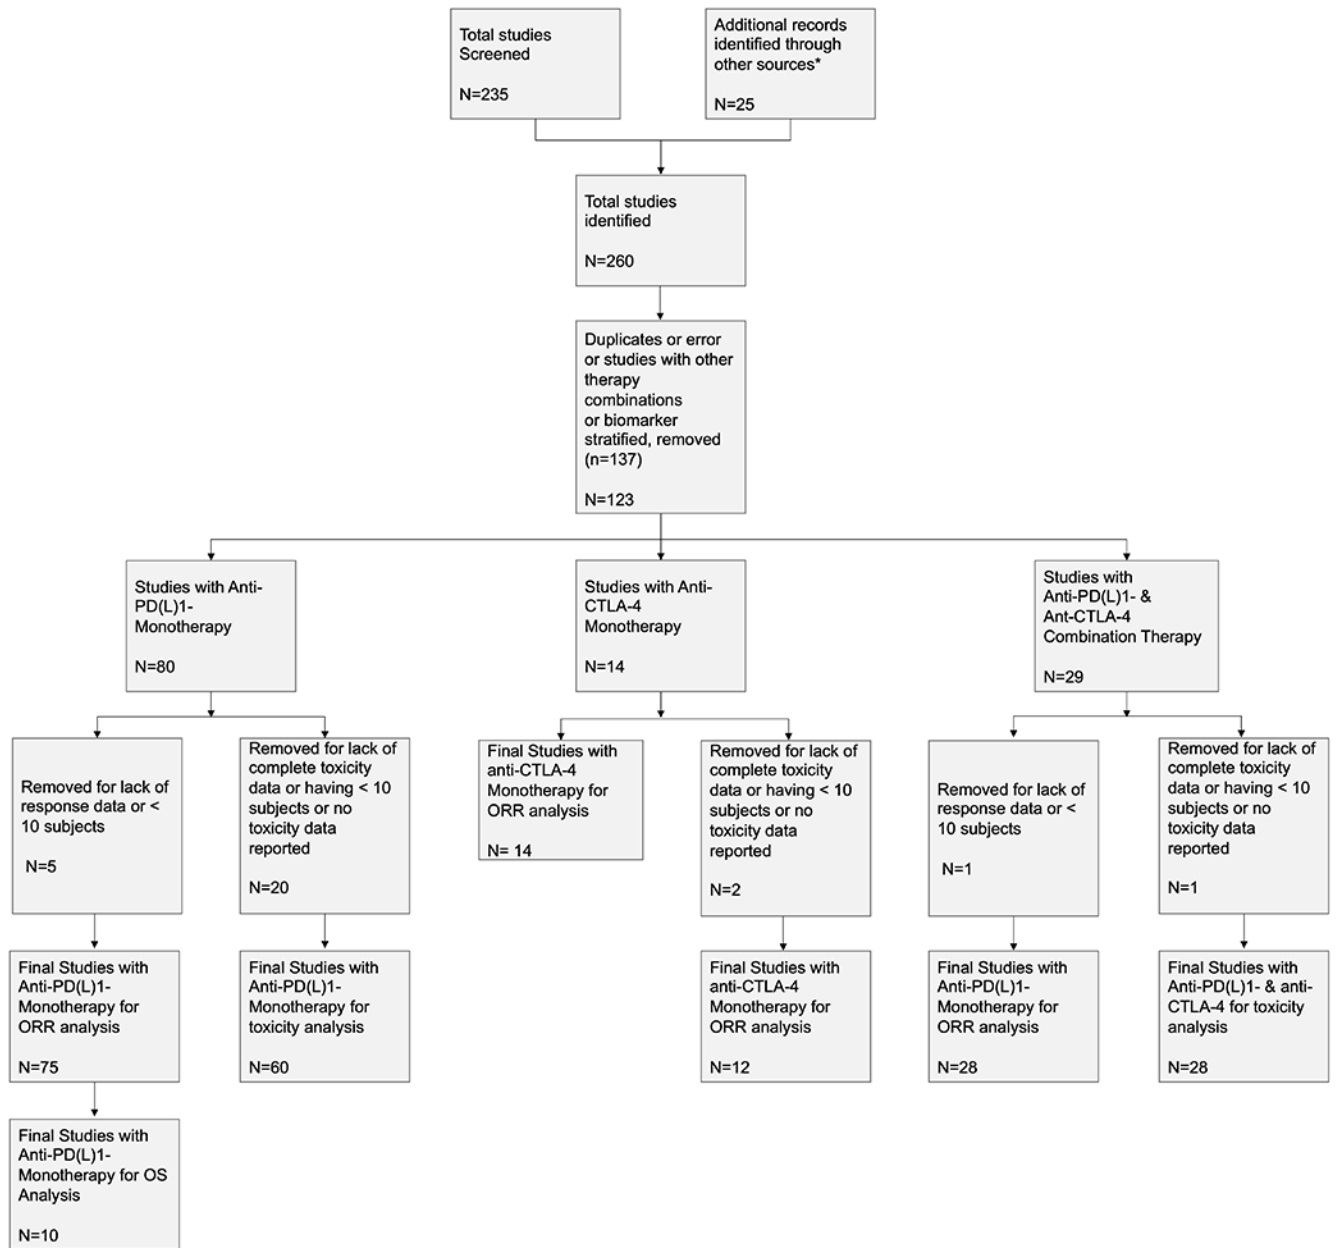 Total studies
Screened
N=235
Additional records
identified through
other sources*
N=25
Total studies
identified
N=260
Duplicates or error
or studies with other
therapy
combinations
or biomarker
stratified, removed
(n=137)
N=123
Studies with Anti-
PD(L)1-
Monotherapy
N=80
Studies with Anti-
CTLA-4
Monotherapy
N=14
Studies with
Anti-PD(L)1- &
Ant-CTLA-4
Combination Therapy
N=29
Removed for lack of
response data or <
10 subjects
N=5
Removed for lack of
complete toxicity
data or having < 10
subjects or no
toxicity data
reported
N=20
Final Studies with
anti-CTLA-4
Monotherapy for
ORR analysis
N= 14
Removed for lack of
complete toxicity
data or having < 10
subjects or no
toxicity data
reported
N=2
Removed for lack of
response data or <
10 subjects
N=1
Removed for lack of
complete toxicity
data or having < 10
subjects or no
toxicity data
reported
N=1
Final Studies with
Anti-PD(L)1-
Monotherapy for
ORR analysis
N=75
Final Studies with
Anti-PD(L)1-
Monotherapy for
toxicity analysis
N=60
Final Studies with
anti-CTLA-4
Monotherapy for
ORR analysis
N=12
Final Studies with
Anti-PD(L)1-
Monotherapy for
ORR analysis
N=28
Final Studies with
Anti-PD(L)1- & anti-
CTLA-4 for toxicity
analysis
N=28
Final Studies with
Anti-PD(L)1-
Monotherapy for OS
Analysis
N=10